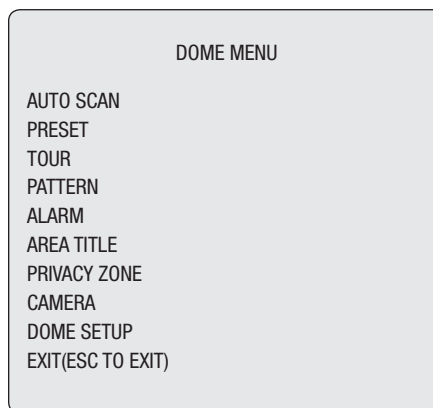 DOME MENU
AUTO SCAN
PRESET
TOUR
PATTERN
ALARM
AREA TITLE
PRIVACY ZONE
CAMERA
DOME SETUP
EXIT(ESC TO EXIT)